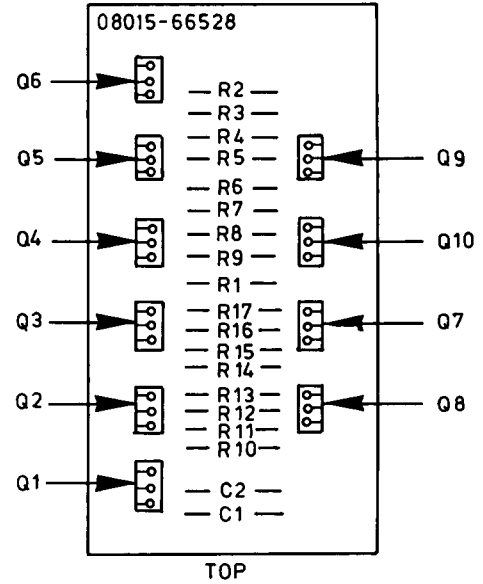 08015-66528
Q6
R2
R3
R4
Q5 R5 Q9
R6
R7
Q4 R8 Q10
R9
R1
R17
Q3 R16 Q7
R15
R14
R13
Q2 R12 Q8
R11
R10
Q1
C2
C1
TOP